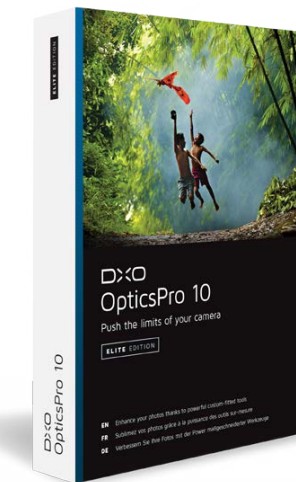 ELITE EDITION
DXO
OpticsPro 10
DXO
OpticsPro 10
Push the limits of your camera
ELITE EDITION
EN Enhance your photos thanks to powerful custom-fitted tools
FR Sublimez vos photos grâce à la puissance des outils sur-mesure
DE Verbessern Sie Ihre Fotos mit der Power maßgeschneiderter Werkzeuge